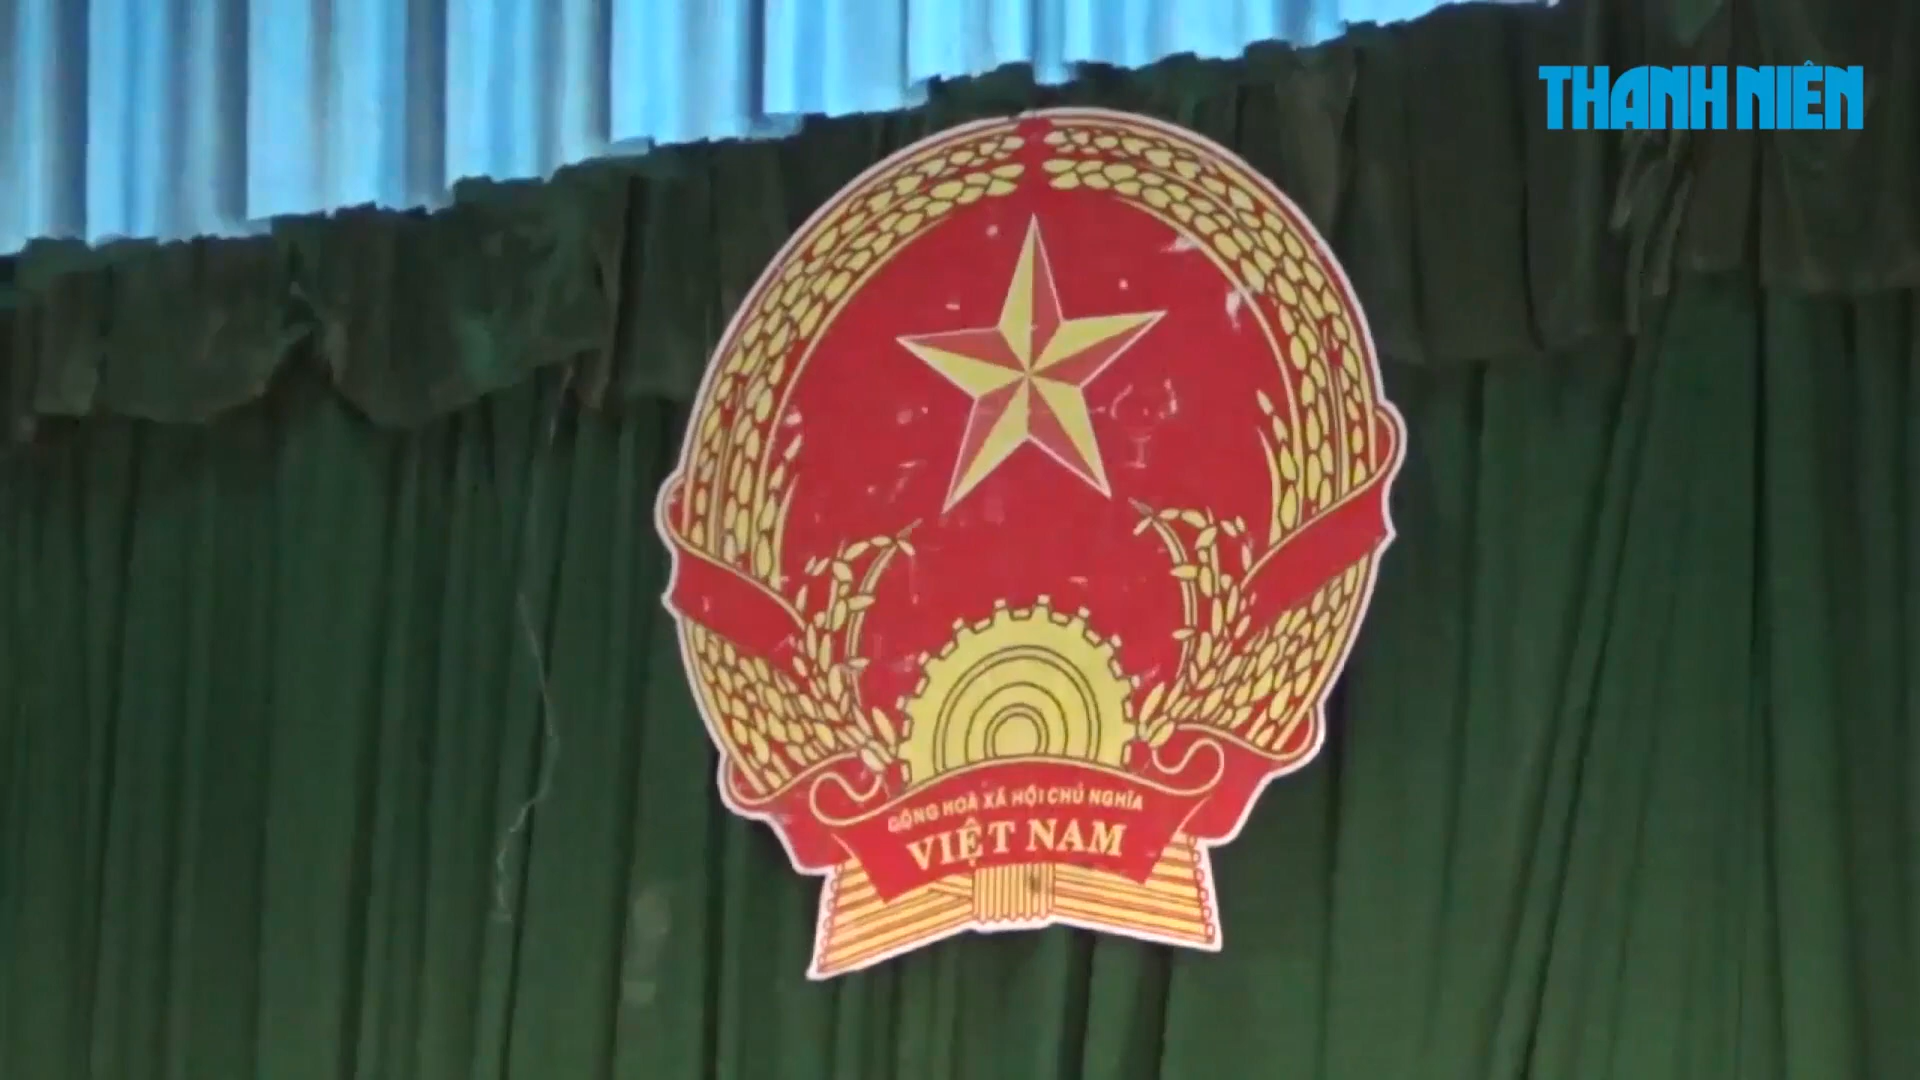 THANH NIÊN
CỘNG HOÀ XÃ HỘI CHỦ NGHĨA
VIỆT NAM